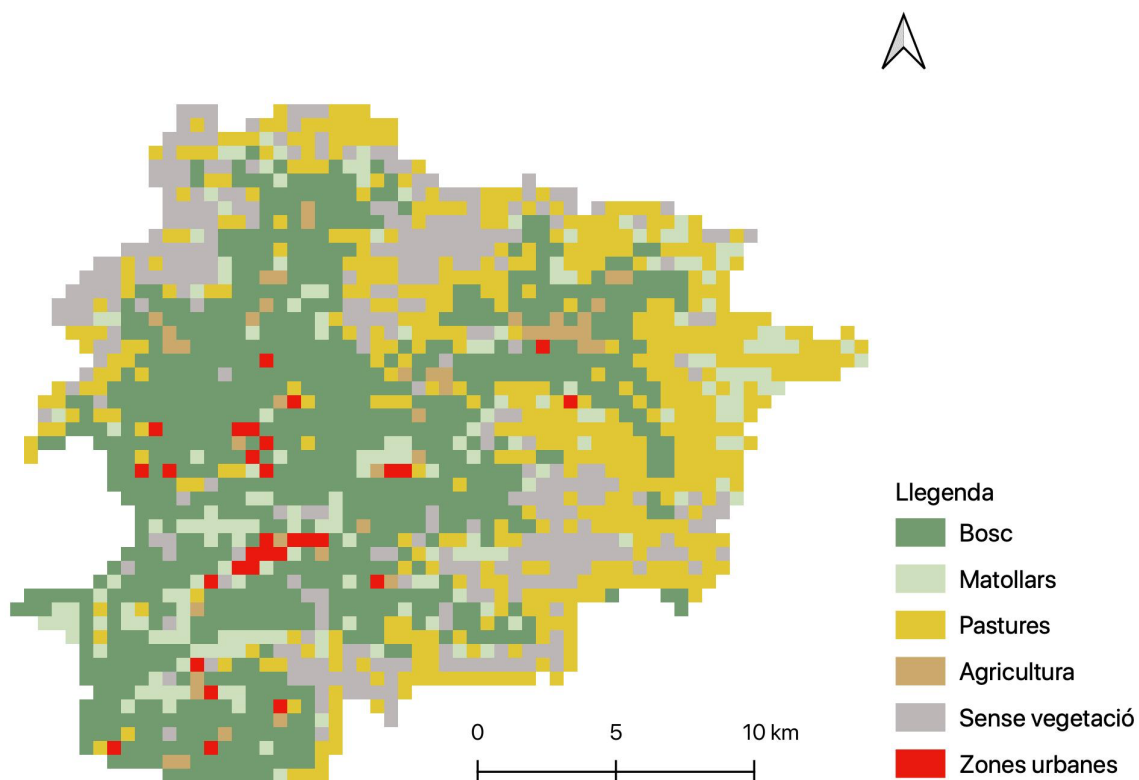 Llegenda
Bosc
Matollars
Pastures
Agricultura
Sense vegetació
Zones urbanes
0 5 10 km